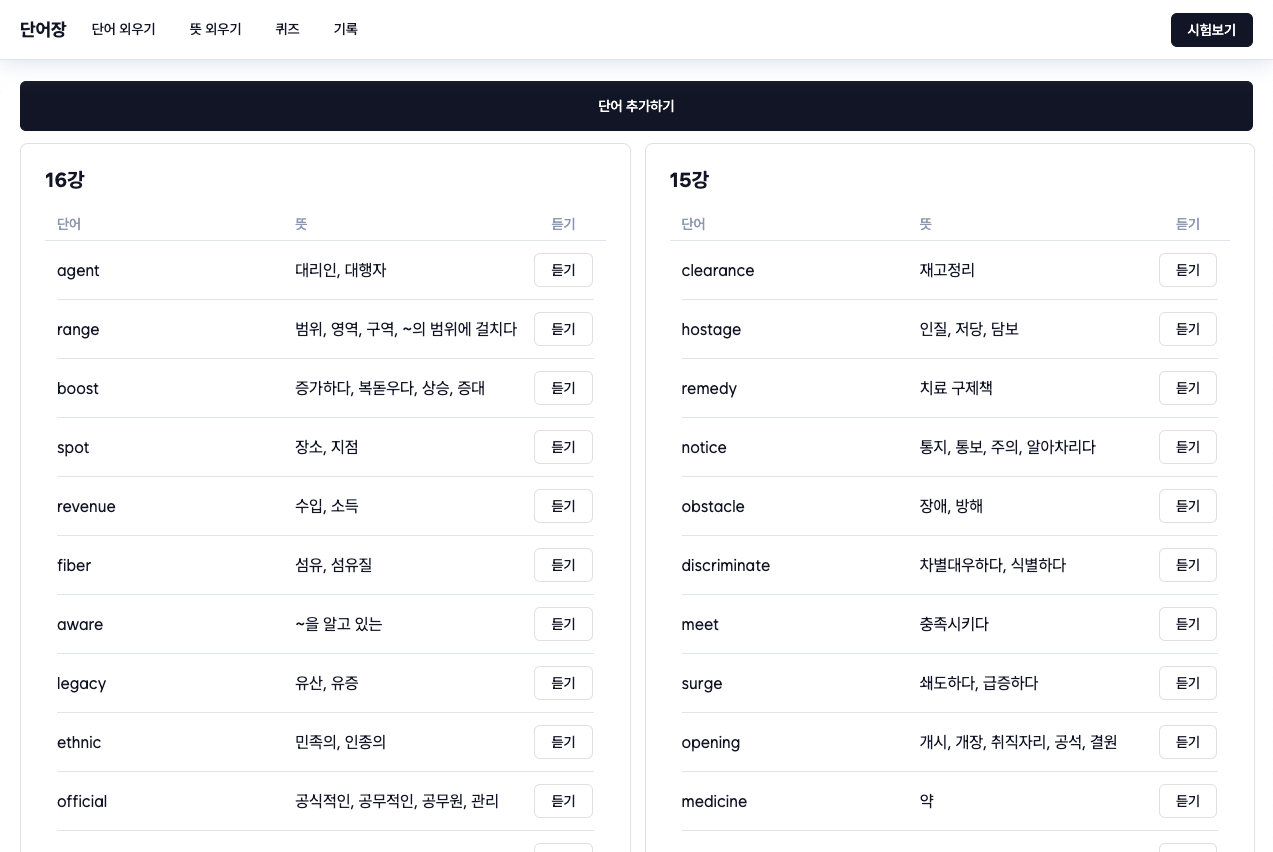 단어장 단어 외우기 뜻 외우기 퀴즈 기록 시험보기
단어 추가하기
16강
단어 뜻 듣기
agent 대리인, 대행자 듣기
range 범위, 영역, 구역, ~의 범위에 걸치다 듣기
boost 증가하다, 복돋우다, 상승, 증대 듣기
spot 장소, 지점 듣기
revenue 수입, 소득 듣기
fiber 섬유, 섬유질 듣기
aware ~을 알고 있는 듣기
legacy 유산, 유증 듣기
ethnic 민족의, 인종의 듣기
official 공식적인, 공무적인, 공무원, 관리 듣기
15강
단어 뜻 듣기
clearance 재고정리 듣기
hostage 인질, 저당, 담보 듣기
remedy 치료 구제책 듣기
notice 통지, 통보, 주의, 알아차리다 듣기
obstacle 장애, 방해 듣기
discriminate 차별대우하다, 식별하다 듣기
meet 충족시키다 듣기
surge 쇄도하다, 급증하다 듣기
opening 개시, 개장, 취직자리, 공석, 결원 듣기
medicine 약 듣기